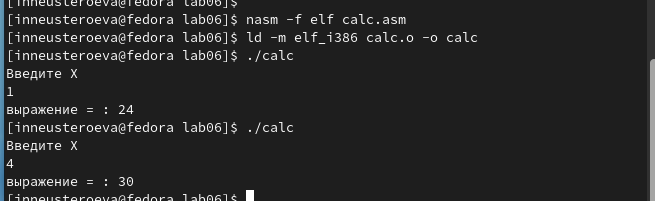 [inneusteroeva@fedora lab06]$
[inneusteroeva@fedora lab06]$ nasm -f elf calc.asm
[inneusteroeva@fedora lab06]$ ld -m elf_i386 calc.o -o calc
[inneusteroeva@fedora lab06]$ ./calc
Введите X
1
выражение = : 24
[inneusteroeva@fedora lab06]$ ./calc
Введите X
4
выражение = : 30
[inneusteroeva@fedora lab06]$